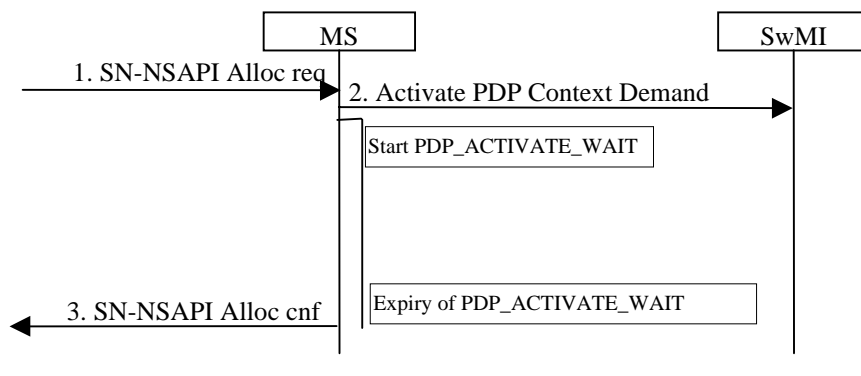 MS
SwMI
1. SN-NSAPI Alloc req
2. Activate PDP Context Demand
Start PDP_ACTIVATE_WAIT
Expiry of PDP_ACTIVATE_WAIT
3. SN-NSAPI Alloc cnf